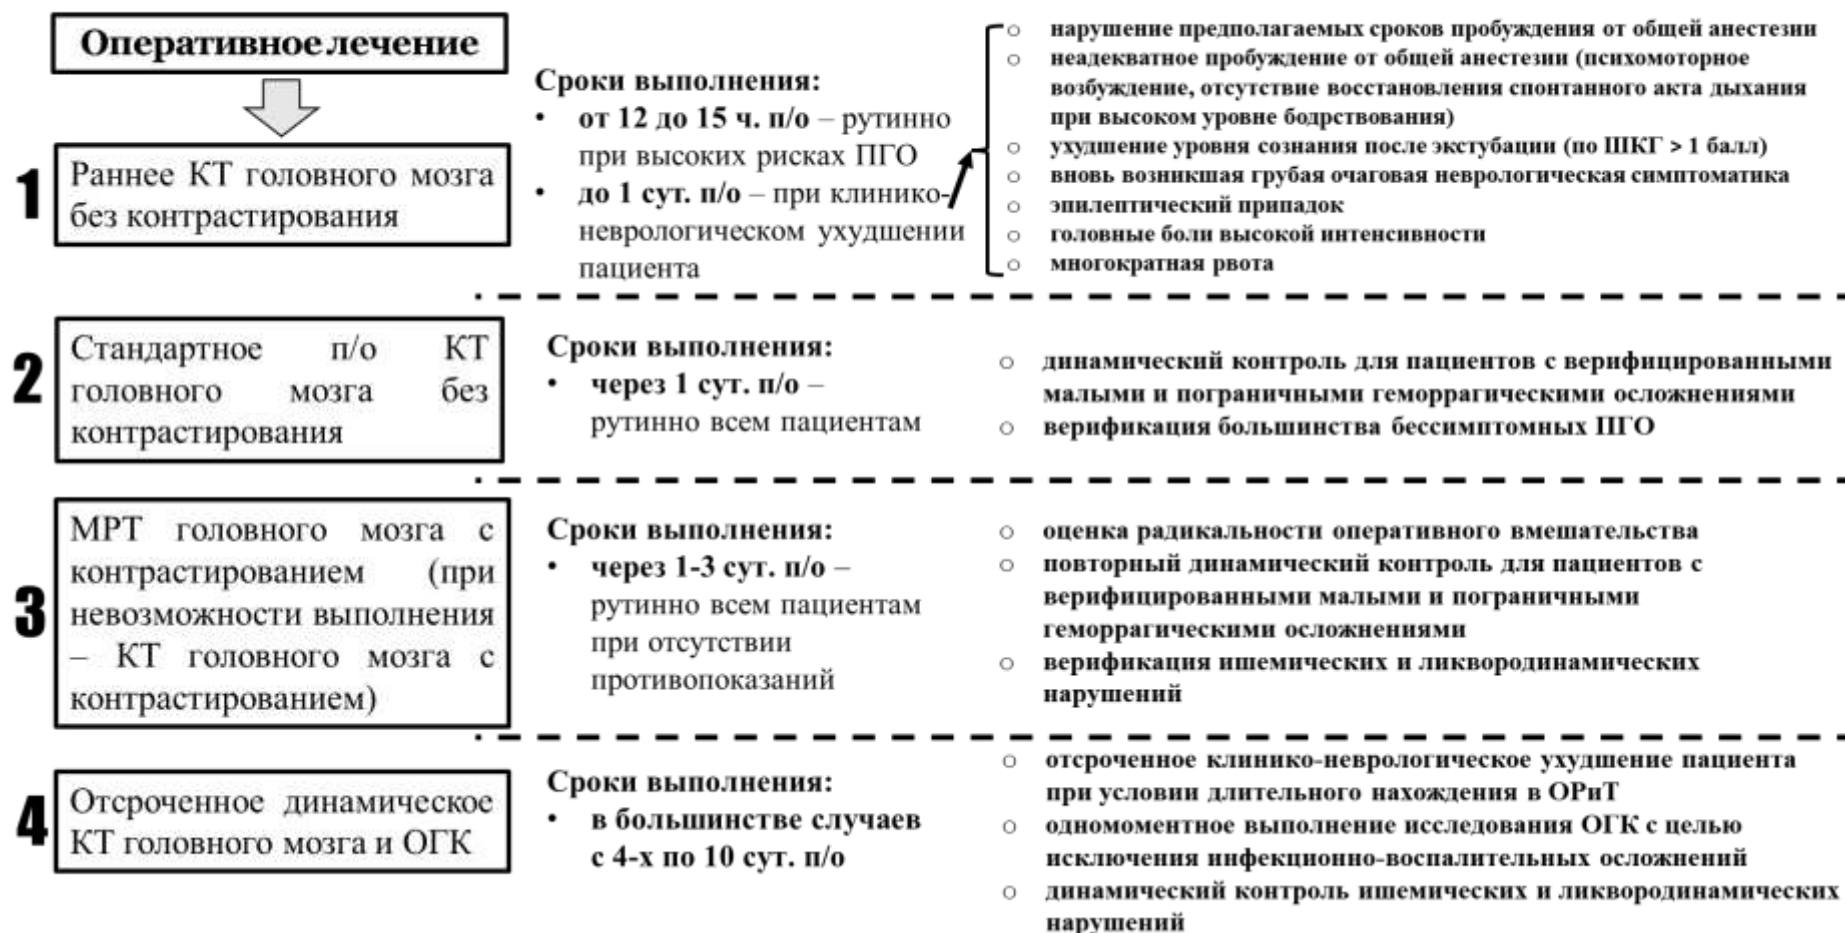 Оперативное лечение
1
Раннее КТ головного мозга
без контрастирования
Сроки выполнения:
• от 12 до 15 ч. п/о – рутинно
при высоких рисках ПГО
• до 1 сут. п/о – при клинико-
неврологическом ухудшении
пациента
○ нарушение предполагаемых сроков пробуждения от общей анестезии
○ неадекватное пробуждение от общей анестезии (психомоторное
возбуждение, отсутствие восстановления спонтанного акта дыхания
при высоком уровне бодрствования)
○ ухудшение уровня сознания после экстубации (по ШКГ > 1 балл)
○ вновь возникшая грубая очаговая неврологическая симптоматика
○ эпилептический припадок
○ головные боли высокой интенсивности
○ многократная рвота
2
Стандартное п/о КТ
головного мозга без
контрастирования
Сроки выполнения:
• через 1 сут. п/о –
рутинно всем пациентам
○ динамический контроль для пациентов с верифицированными
малыми и пограничными геморрагическими осложнениями
○ верификация большинства бессимптомных ПГО
3
МРТ головного мозга с
контрастированием (при
невозможности выполнения
– КТ головного мозга с
контрастированием)
Сроки выполнения:
• через 1-3 сут. п/о –
рутинно всем пациентам
при отсутствии
противопоказаний
○ оценка радикальности оперативного вмешательства
○ повторный динамический контроль для пациентов с
верифицированными малыми и пограничными
геморрагическими осложнениями
○ верификация ишемических и ликвородинамических
нарушений
4
Отсроченное динамическое
КТ головного мозга и ОГК
Сроки выполнения:
• в большинстве случаев
с 4-х по 10 сут. п/о
○ отсроченное клинико-неврологическое ухудшение пациента
при условии длительного нахождения в ОРиТ
○ одномоментное выполнение исследования ОГК с целью
исключения инфекционно-воспалительных осложнений
○ динамический контроль ишемических и ликвородинамических
нарушений